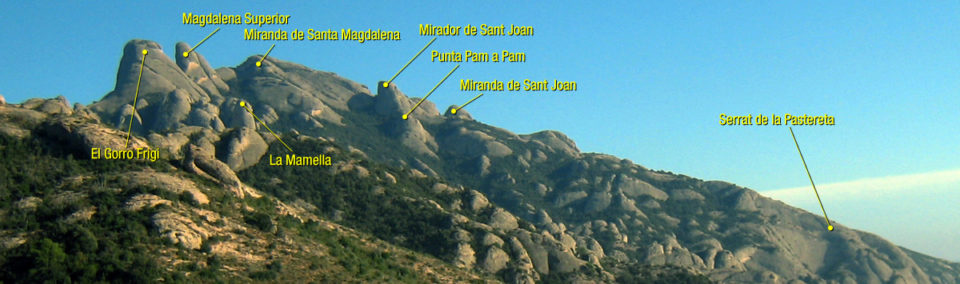 Magdalena Superior
Miranda de Santa Magdalena
Mirador de Sant Joan
Punta Pam a Pam
Miranda de Sant Joan
Serrat de la Pastereta
El Gorro Frigi
La Mamella